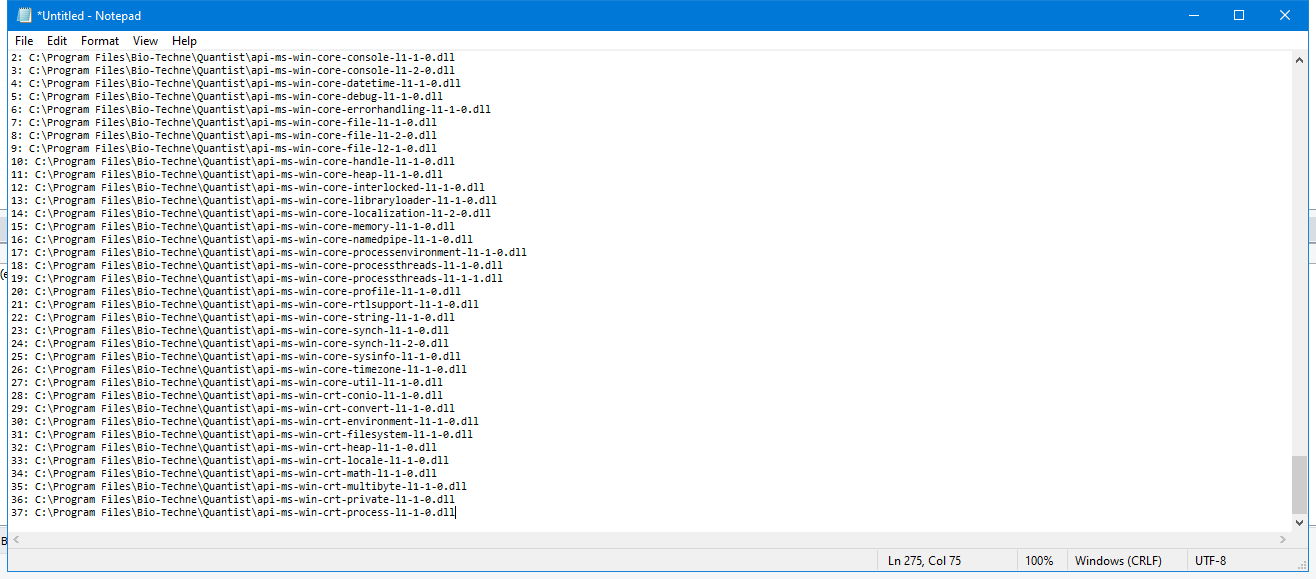 *Untitled - Notepad
File Edit Format View Help
2: C:\Program Files\Bio-Techne\Quantist\api-ms-win-core-console-l1-1-0.dll
3: C:\Program Files\Bio-Techne\Quantist\api-ms-win-core-console-l1-2-0.dll
4: C:\Program Files\Bio-Techne\Quantist\api-ms-win-core-datetime-l1-1-0.dll
5: C:\Program Files\Bio-Techne\Quantist\api-ms-win-core-debug-l1-1-0.dll
6: C:\Program Files\Bio-Techne\Quantist\api-ms-win-core-errorhandling-l1-1-0.dll
7: C:\Program Files\Bio-Techne\Quantist\api-ms-win-core-file-l1-1-0.dll
8: C:\Program Files\Bio-Techne\Quantist\api-ms-win-core-file-l1-2-0.dll
9: C:\Program Files\Bio-Techne\Quantist\api-ms-win-core-file-l2-1-0.dll
10: C:\Program Files\Bio-Techne\Quantist\api-ms-win-core-handle-l1-1-0.dll
11: C:\Program Files\Bio-Techne\Quantist\api-ms-win-core-heap-l1-1-0.dll
12: C:\Program Files\Bio-Techne\Quantist\api-ms-win-core-interlocked-l1-1-0.dll
13: C:\Program Files\Bio-Techne\Quantist\api-ms-win-core-libraryloader-l1-1-0.dll
14: C:\Program Files\Bio-Techne\Quantist\api-ms-win-core-localization-l1-2-0.dll
15: C:\Program Files\Bio-Techne\Quantist\api-ms-win-core-memory-l1-1-0.dll
16: C:\Program Files\Bio-Techne\Quantist\api-ms-win-core-namedpipe-l1-1-0.dll
17: C:\Program Files\Bio-Techne\Quantist\api-ms-win-core-processenvironment-l1-1-0.dll
18: C:\Program Files\Bio-Techne\Quantist\api-ms-win-core-processthreads-l1-1-0.dll
19: C:\Program Files\Bio-Techne\Quantist\api-ms-win-core-processthreads-l1-1-1.dll
20: C:\Program Files\Bio-Techne\Quantist\api-ms-win-core-profile-l1-1-0.dll
21: C:\Program Files\Bio-Techne\Quantist\api-ms-win-core-rtlsupport-l1-1-0.dll
22: C:\Program Files\Bio-Techne\Quantist\api-ms-win-core-string-l1-1-0.dll
23: C:\Program Files\Bio-Techne\Quantist\api-ms-win-core-synch-l1-1-0.dll
24: C:\Program Files\Bio-Techne\Quantist\api-ms-win-core-synch-l1-2-0.dll
25: C:\Program Files\Bio-Techne\Quantist\api-ms-win-core-sysinfo-l1-1-0.dll
26: C:\Program Files\Bio-Techne\Quantist\api-ms-win-core-timezone-l1-1-0.dll
27: C:\Program Files\Bio-Techne\Quantist\api-ms-win-core-util-l1-1-0.dll
28: C:\Program Files\Bio-Techne\Quantist\api-ms-win-crt-conio-l1-1-0.dll
29: C:\Program Files\Bio-Techne\Quantist\api-ms-win-crt-convert-l1-1-0.dll
30: C:\Program Files\Bio-Techne\Quantist\api-ms-win-crt-environment-l1-1-0.dll
31: C:\Program Files\Bio-Techne\Quantist\api-ms-win-crt-filesystem-l1-1-0.dll
32: C:\Program Files\Bio-Techne\Quantist\api-ms-win-crt-heap-l1-1-0.dll
33: C:\Program Files\Bio-Techne\Quantist\api-ms-win-crt-locale-l1-1-0.dll
34: C:\Program Files\Bio-Techne\Quantist\api-ms-win-crt-math-l1-1-0.dll
35: C:\Program Files\Bio-Techne\Quantist\api-ms-win-crt-multibyte-l1-1-0.dll
36: C:\Program Files\Bio-Techne\Quantist\api-ms-win-crt-private-l1-1-0.dll
37: C:\Program Files\Bio-Techne\Quantist\api-ms-win-crt-process-l1-1-0.dll
Ln 275, Col 75 100% Windows (CRLF) UTF-8